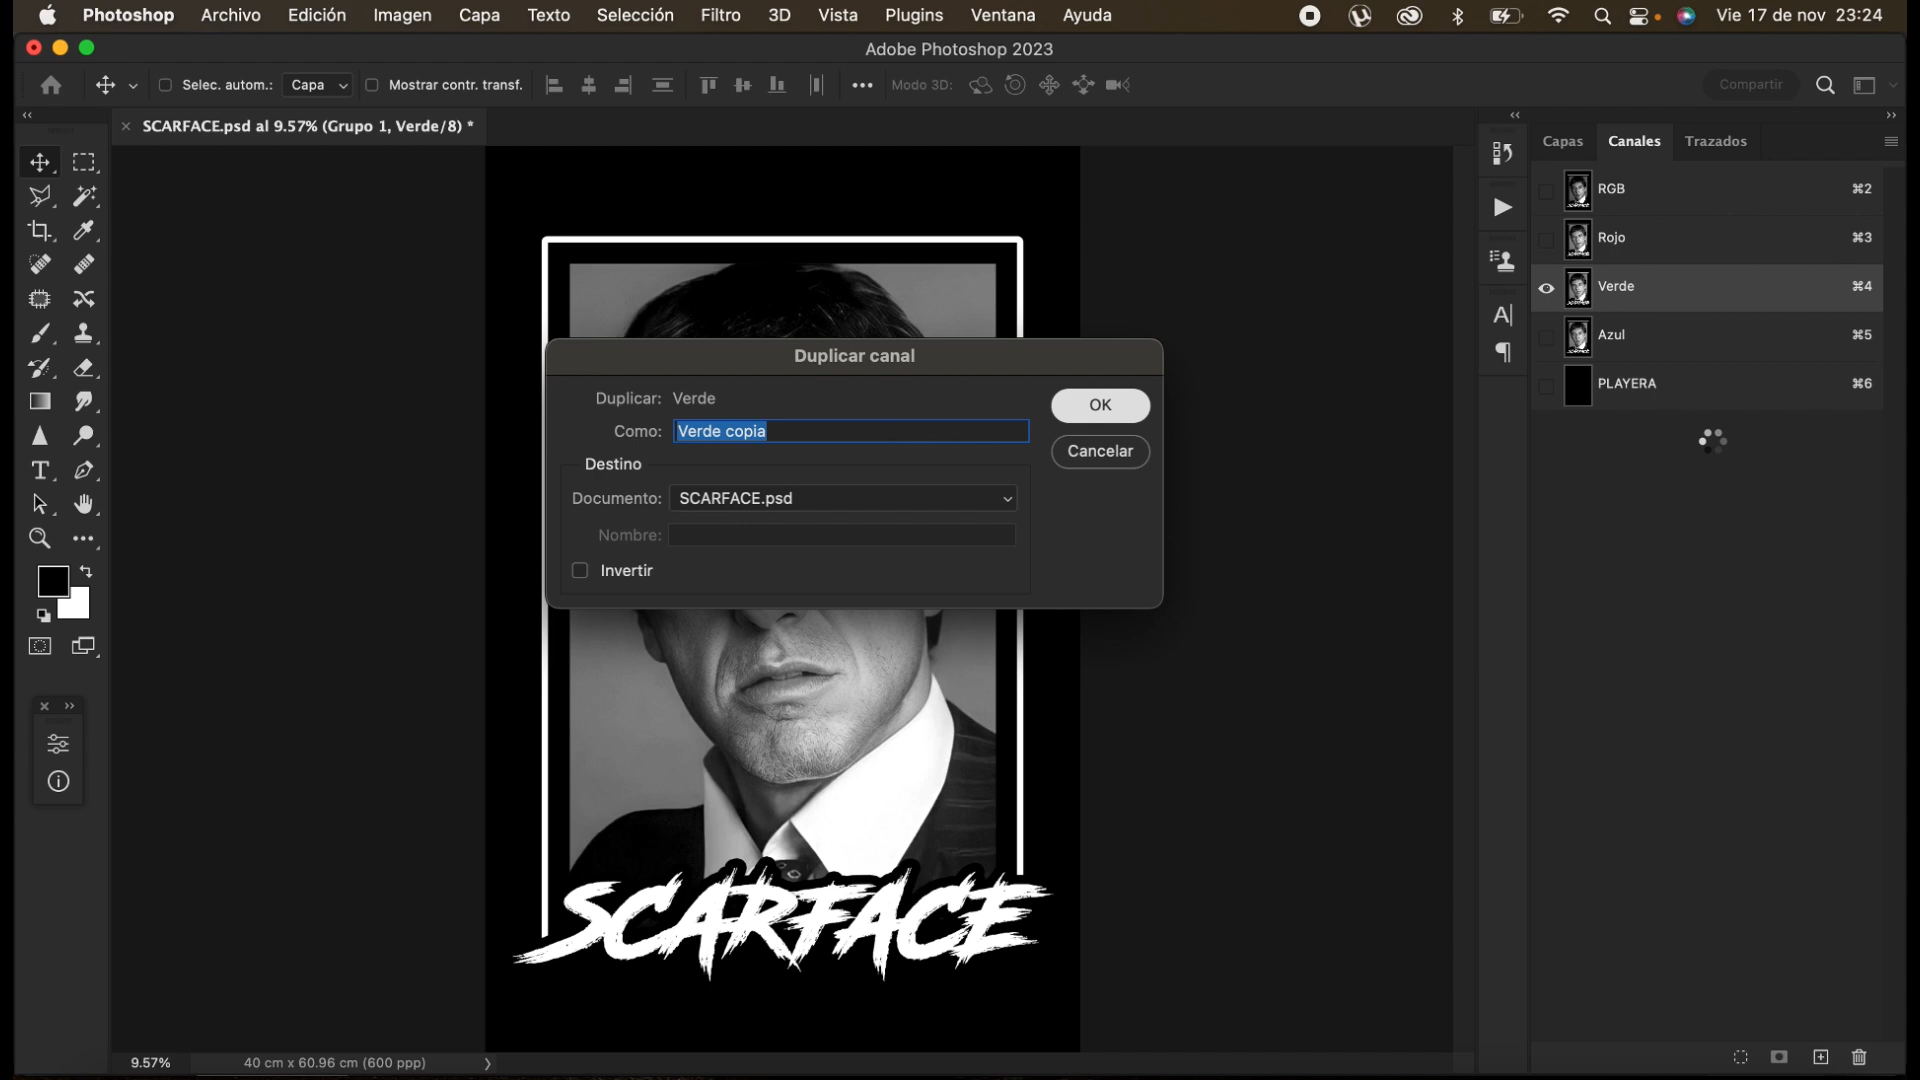 Photoshop Archivo Edición Imagen Capa Texto Selección Filtro 3D Vista Plugins Ventana Ayuda Vie 17 de nov 23:24
Adobe Photoshop 2023
Selec. autom.: Capa Mostrar contr. transf. Modo 3D: Compartir
SCARFACE.psd al 9.57% (Grupo 1, Verde/8) *
Capas Canales Trazados
RGB ⌘2
Rojo ⌘3
Verde ⌘4
Azul ⌘5
PLAYERA ⌘6
Duplicar canal
Duplicar: Verde
Como: Verde copia
OK
Cancelar
Destino
Documento: SCARFACE.psd
Nombre:
Invertir
SCARFACE
9.57% 40 cm x 60.96 cm (600 ppp)